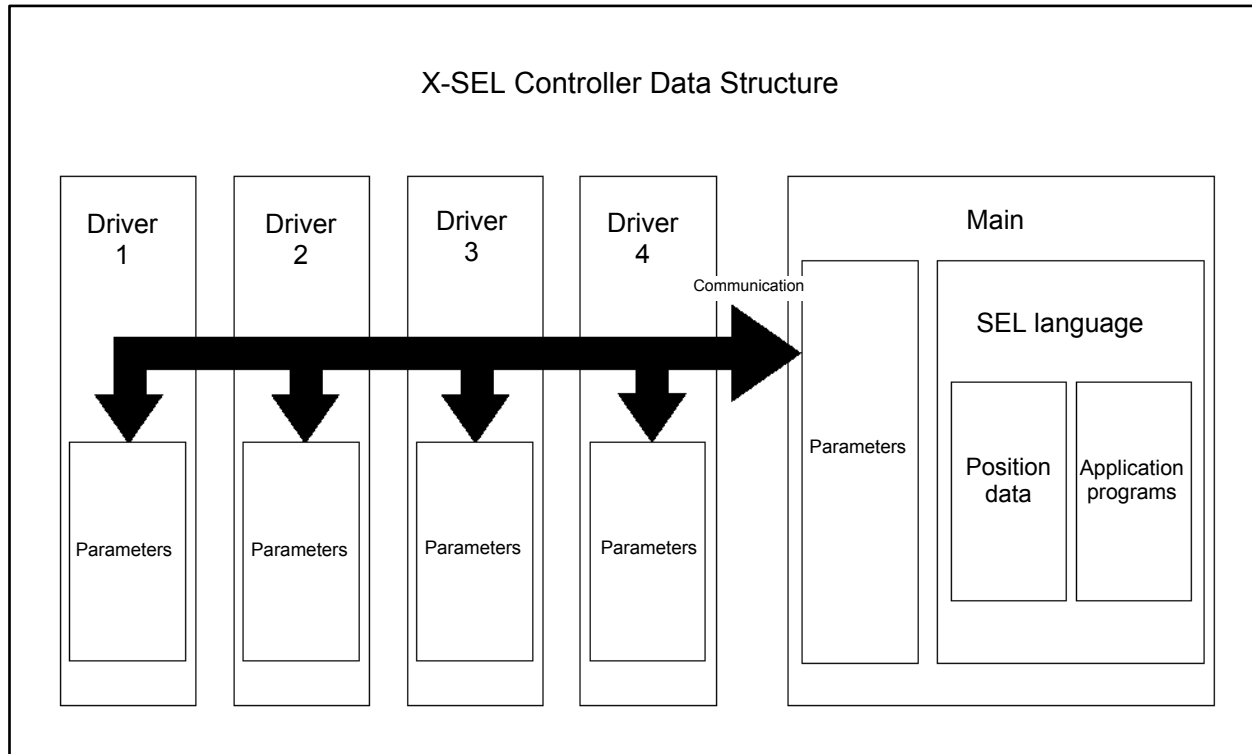 X-SEL Controller Data Structure
Driver
1
Driver
2
Driver
3
Driver
4
Communication
Main
SEL language
Parameters
Parameters
Parameters
Parameters
Parameters
Position
data
Application
programs